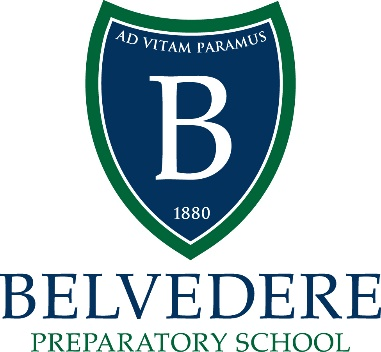 AD VITAM PARAMUS
B
1880
BELVEDERE
PREPARATORY SCHOOL